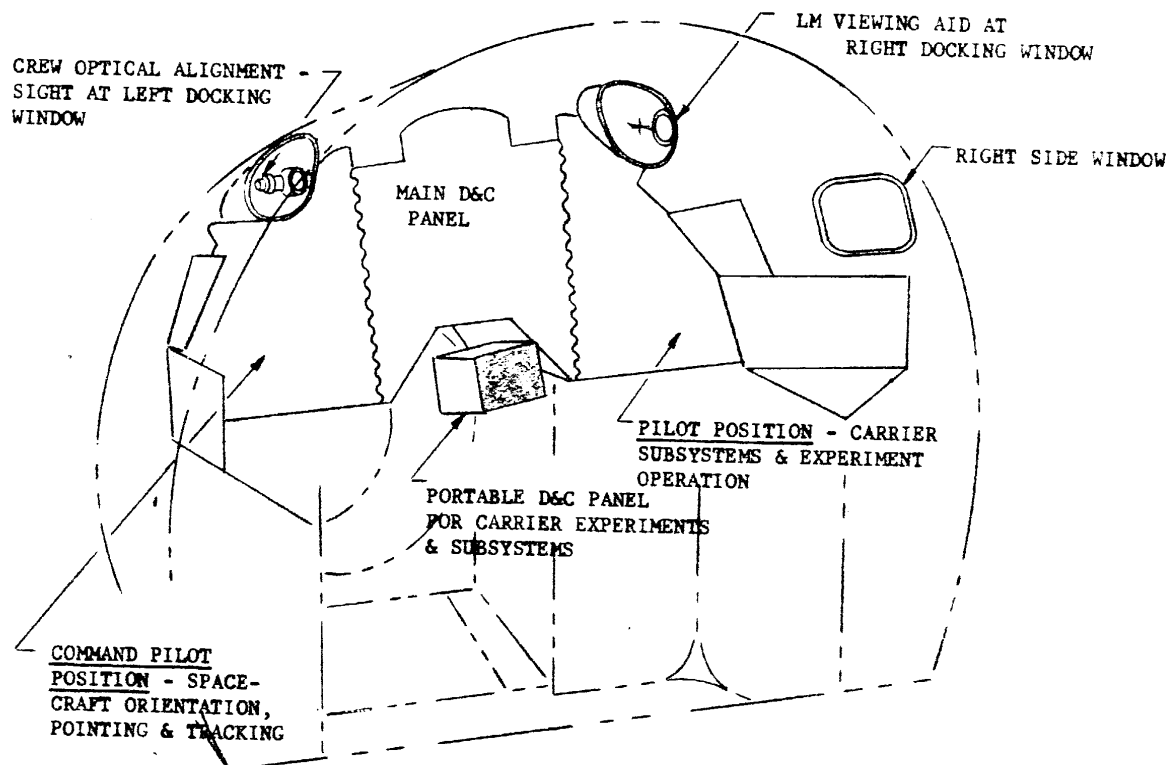 LM VIEWING AID AT
RIGHT DOCKING WINDOW
CREW OPTICAL ALIGNMENT -
SIGHT AT LEFT DOCKING
WINDOW
RIGHT SIDE WINDOW
MAIN D&C
PANEL
PILOT POSITION - CARRIER
SUBSYSTEMS & EXPERIMENT
OPERATION
PORTABLE D&C PANEL
FOR CARRIER EXPERIMENTS
& SUBSYSTEMS
COMMAND PILOT
POSITION - SPACE-
CRAFT ORIENTATION,
POINTING & TRACKING